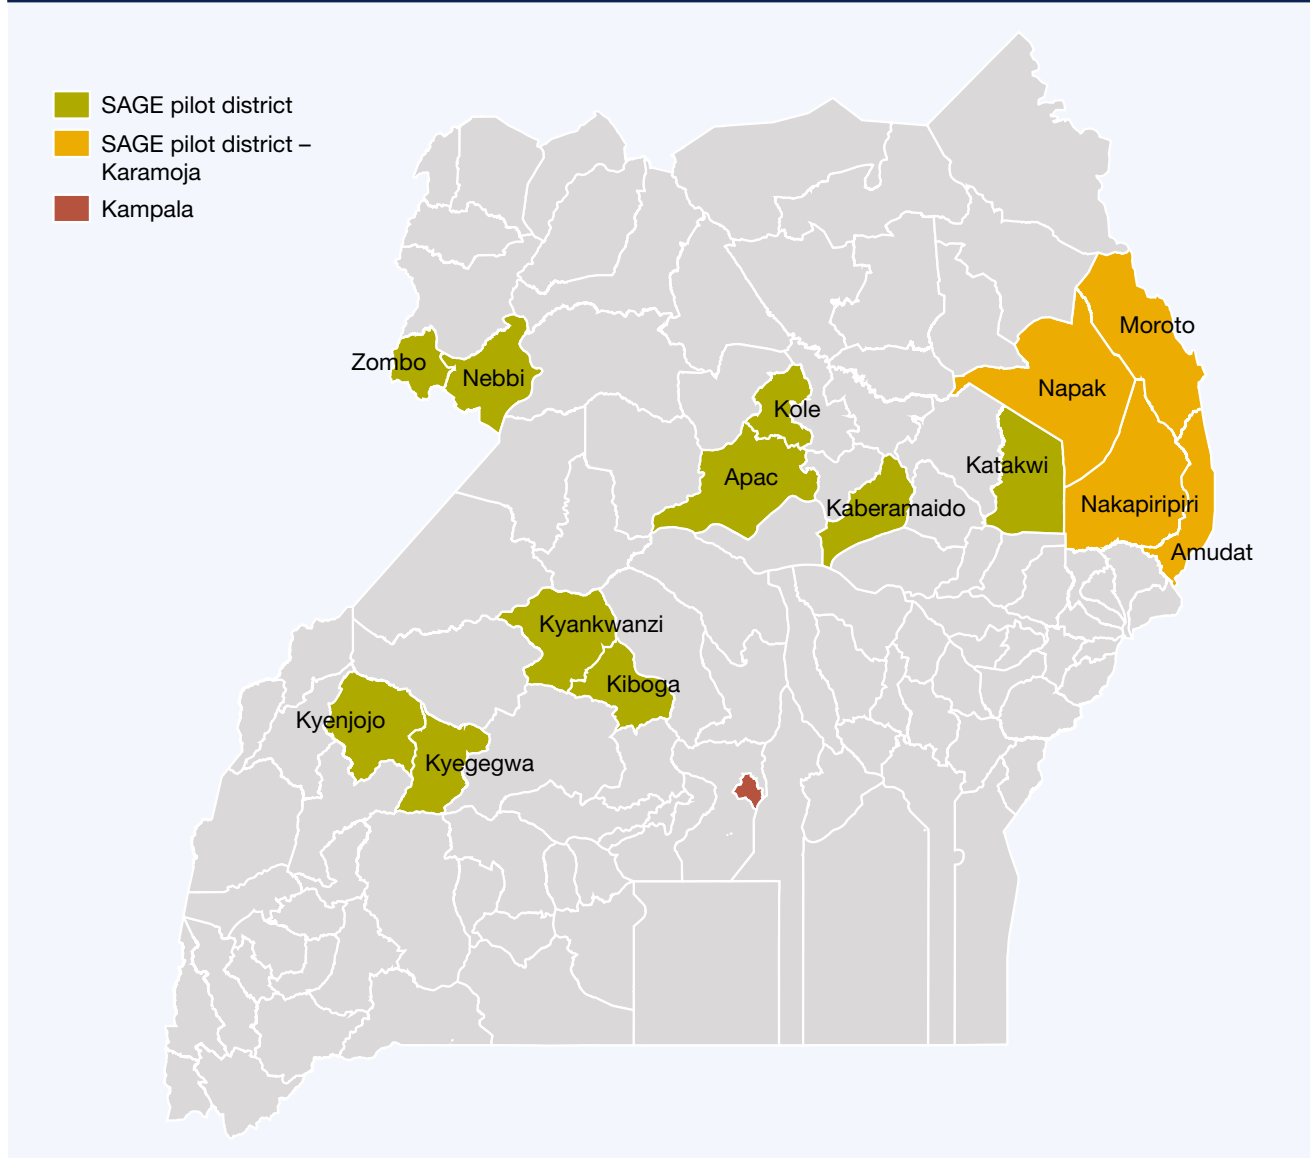 SAGE pilot district
SAGE pilot district –
Karamoja
Kampala
Moroto
Zombo
Nebbi
Napak
Kole
Katakwi
Apac
Nakapiripiri
Kaberamaido
Amudat
Kyankwanzi
Kiboga
Kyenjojo
Kyegegwa